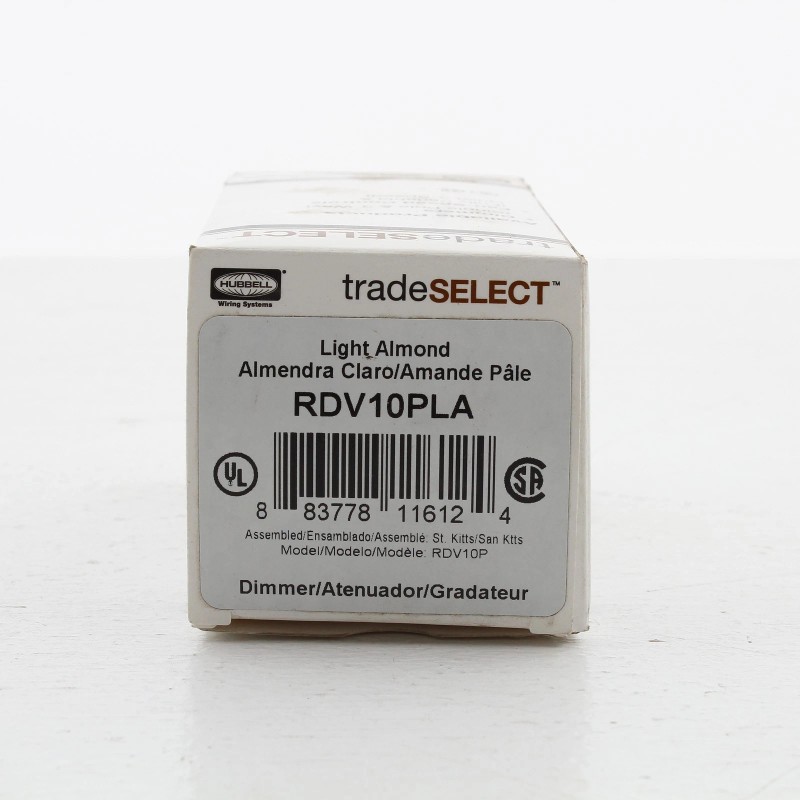 tradeSELECT
HUBBELL
Wiring Systems
tradeSELECT™
Light Almond
Almendra Claro/Amande Pâle
RDV10PLA
UL
SA
8 83778 11612 4
Assembled/Ensamblado/Assemblé: St. Kitts/San Ktts
Model/Modelo/Modèle: RDV10P
Dimmer/Atenuador/Gradateur